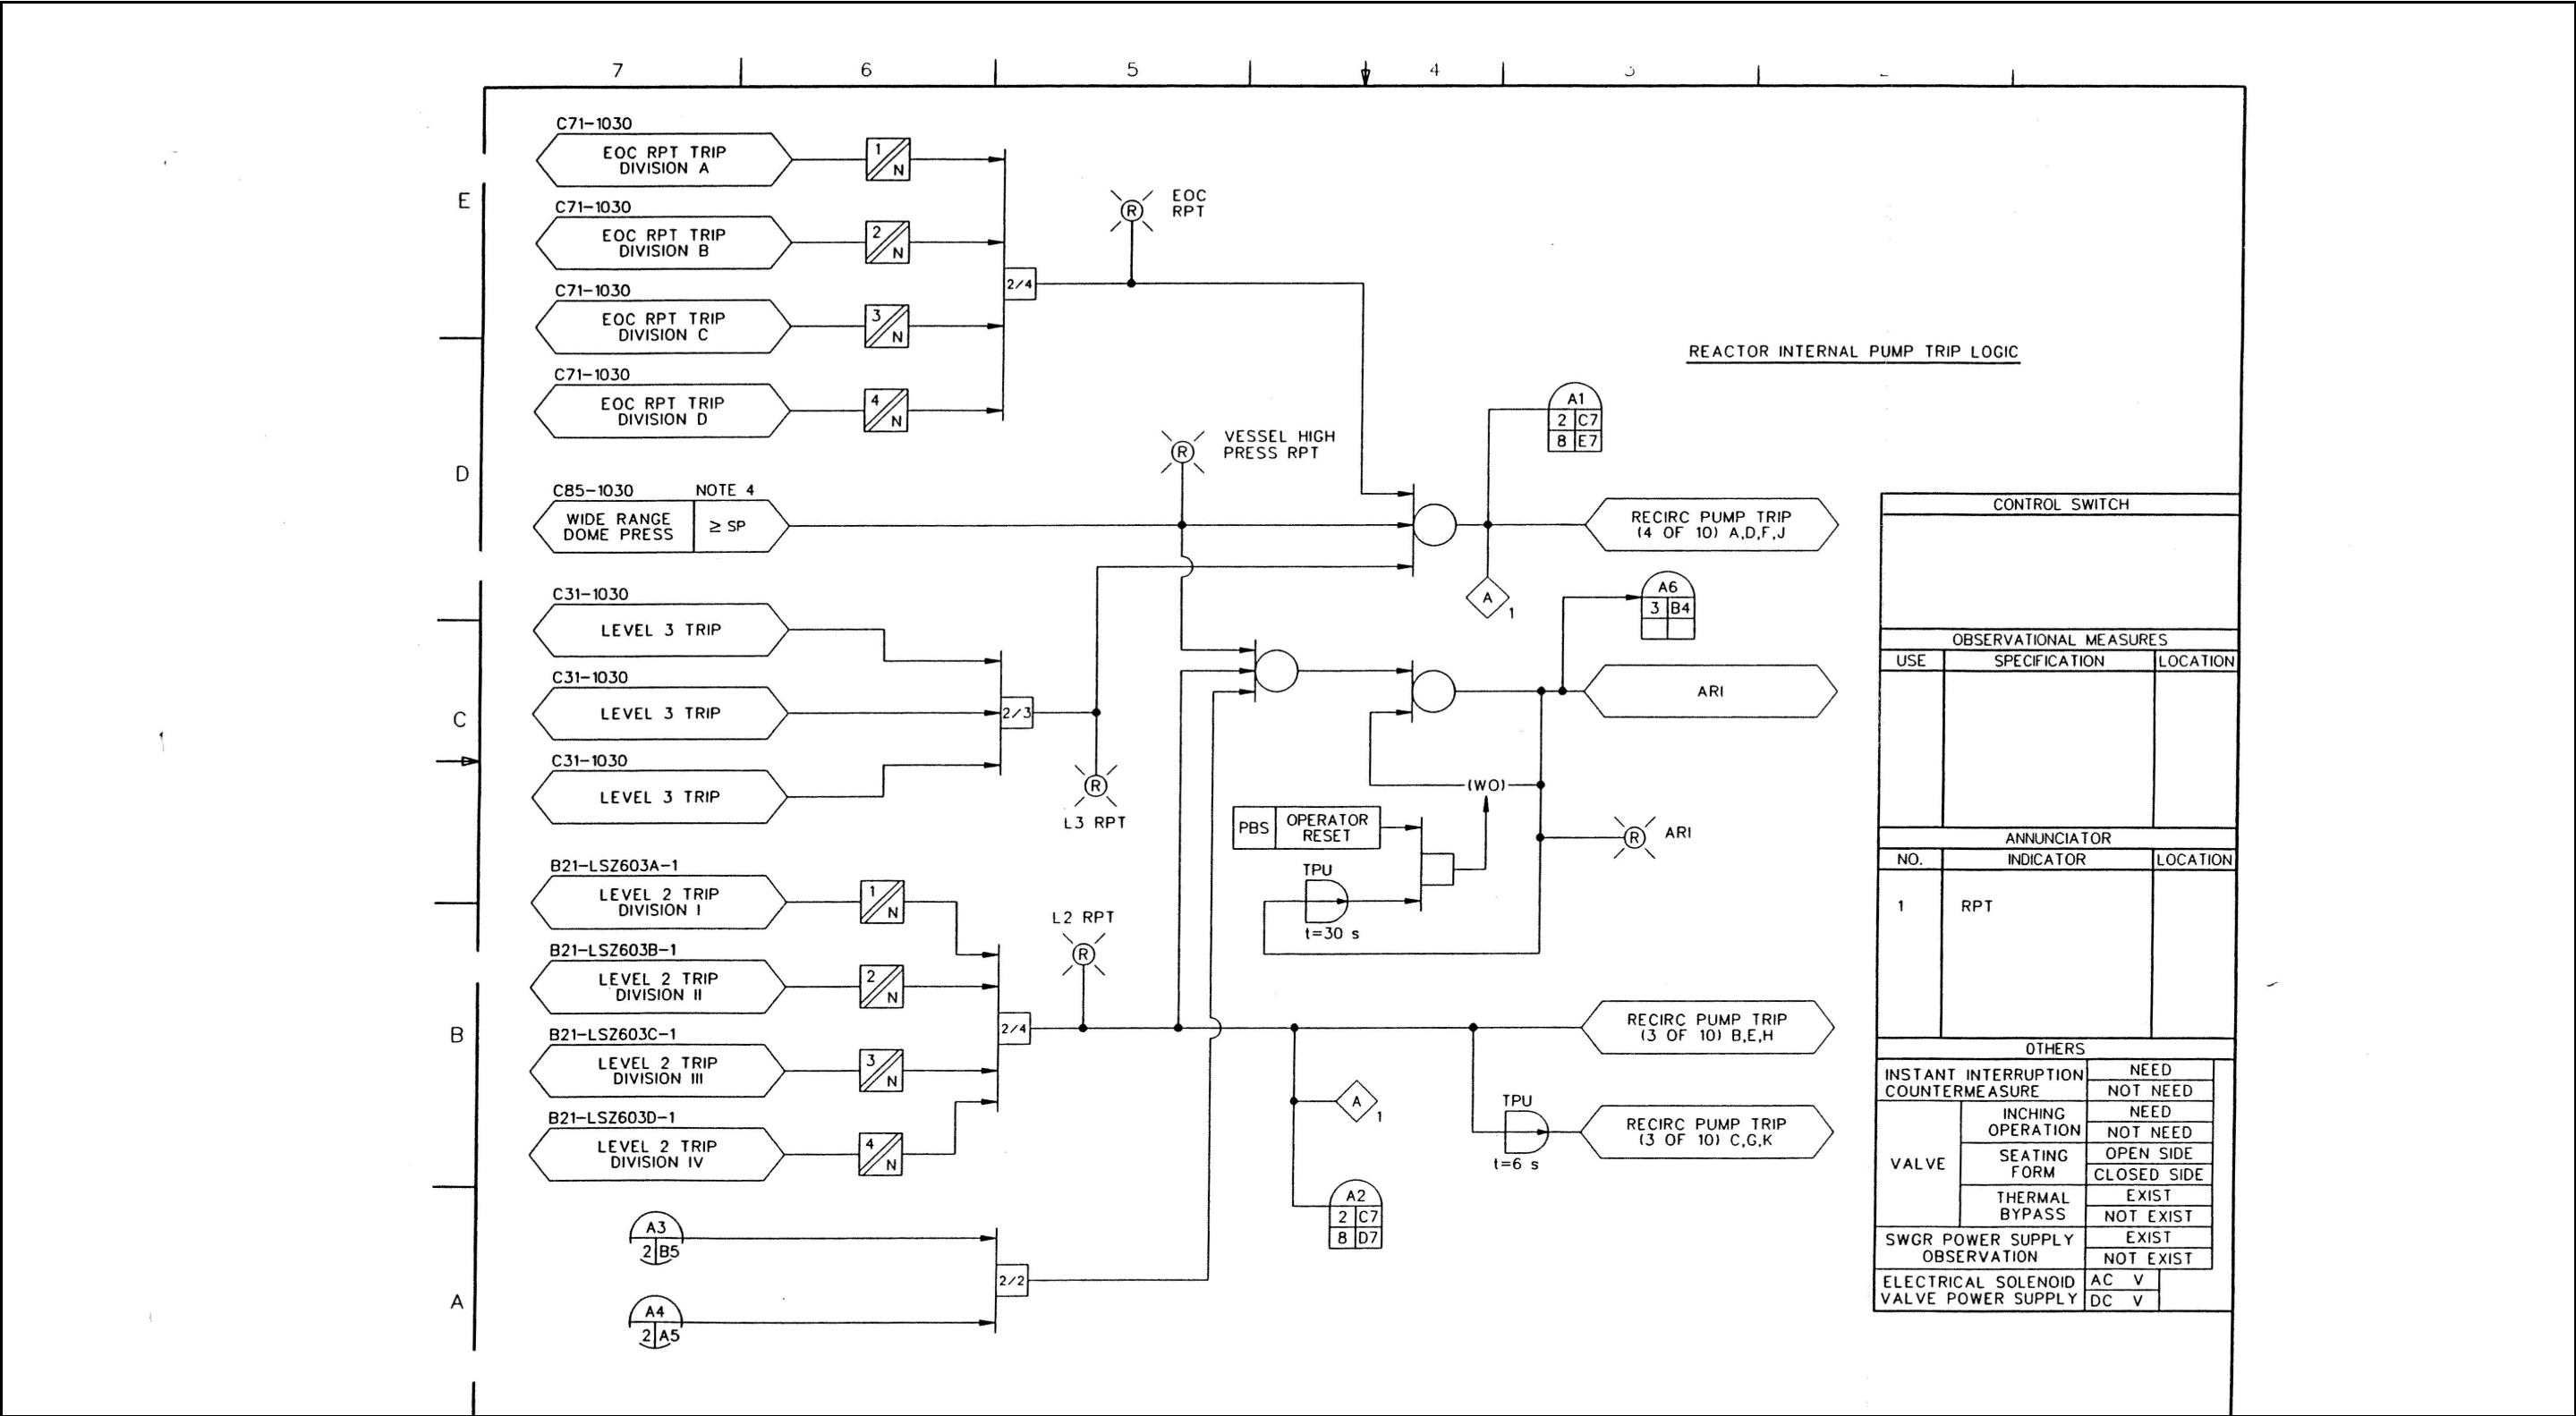 7 6 5 4
E
D
C
B
A
C71-1030
EOC RPT TRIP
DIVISION A
1 N
C71-1030
EOC RPT TRIP
DIVISION B
2 N
C71-1030
EOC RPT TRIP
DIVISION C
3 N
C71-1030
EOC RPT TRIP
DIVISION D
4 N
2/4
R
EOC
RPT
REACTOR INTERNAL PUMP TRIP LOGIC
C85-1030 NOTE 4
WIDE RANGE
DOME PRESS
≥ SP
R
VESSEL HIGH
PRESS RPT
A1
2 C7
8 E7
RECIRC PUMP TRIP
(4 OF 10) A,D,F,J
A
1
C31-1030
LEVEL 3 TRIP
C31-1030
LEVEL 3 TRIP
C31-1030
LEVEL 3 TRIP
2/3
R
L3 RPT
A6
3 B4
ARI
(WO)
PBS
OPERATOR
RESET
TPU
t=30 s
R
ARI
B21-LSZ603A-1
LEVEL 2 TRIP
DIVISION I
1 N
B21-LSZ603B-1
LEVEL 2 TRIP
DIVISION II
2 N
B21-LSZ603C-1
LEVEL 2 TRIP
DIVISION III
3 N
B21-LSZ603D-1
LEVEL 2 TRIP
DIVISION IV
4 N
2/4
L2 RPT
R
RECIRC PUMP TRIP
(3 OF 10) B,E,H
A
1
TPU
t=6 s
RECIRC PUMP TRIP
(3 OF 10) C,G,K
A2
2 C7
8 D7
A3
2 B5
A4
2 A5
2/2
CONTROL SWITCH
OBSERVATIONAL MEASURES
USE SPECIFICATION LOCATION
ANNUNCIATOR
NO. INDICATOR LOCATION
1 RPT
OTHERS
INSTANT INTERRUPTION
COUNTERMEASURE
NEED
NOT NEED
VALVE
INCHING
OPERATION
NEED
NOT NEED
SEATING
FORM
OPEN SIDE
CLOSED SIDE
THERMAL
BYPASS
EXIST
NOT EXIST
SWGR POWER SUPPLY
OBSERVATION
EXIST
NOT EXIST
ELECTRICAL SOLENOID
VALVE POWER SUPPLY
AC V
DC V